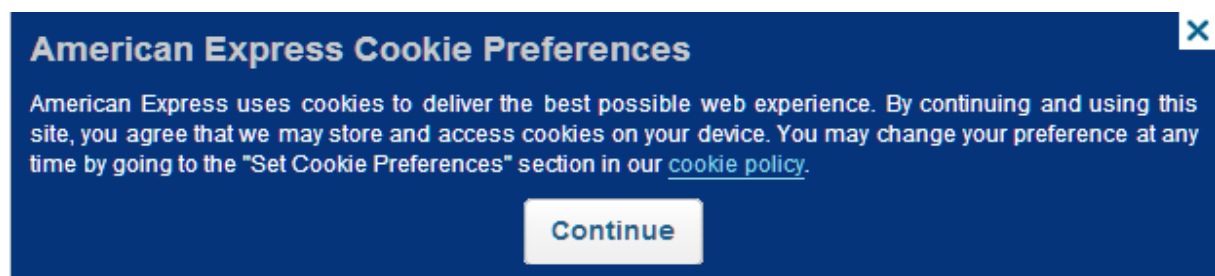 American Express Cookie Preferences
American Express uses cookies to deliver the best possible web experience. By continuing and using this
site, you agree that we may store and access cookies on your device. You may change your preference at any
time by going to the "Set Cookie Preferences" section in our cookie policy.
Continue